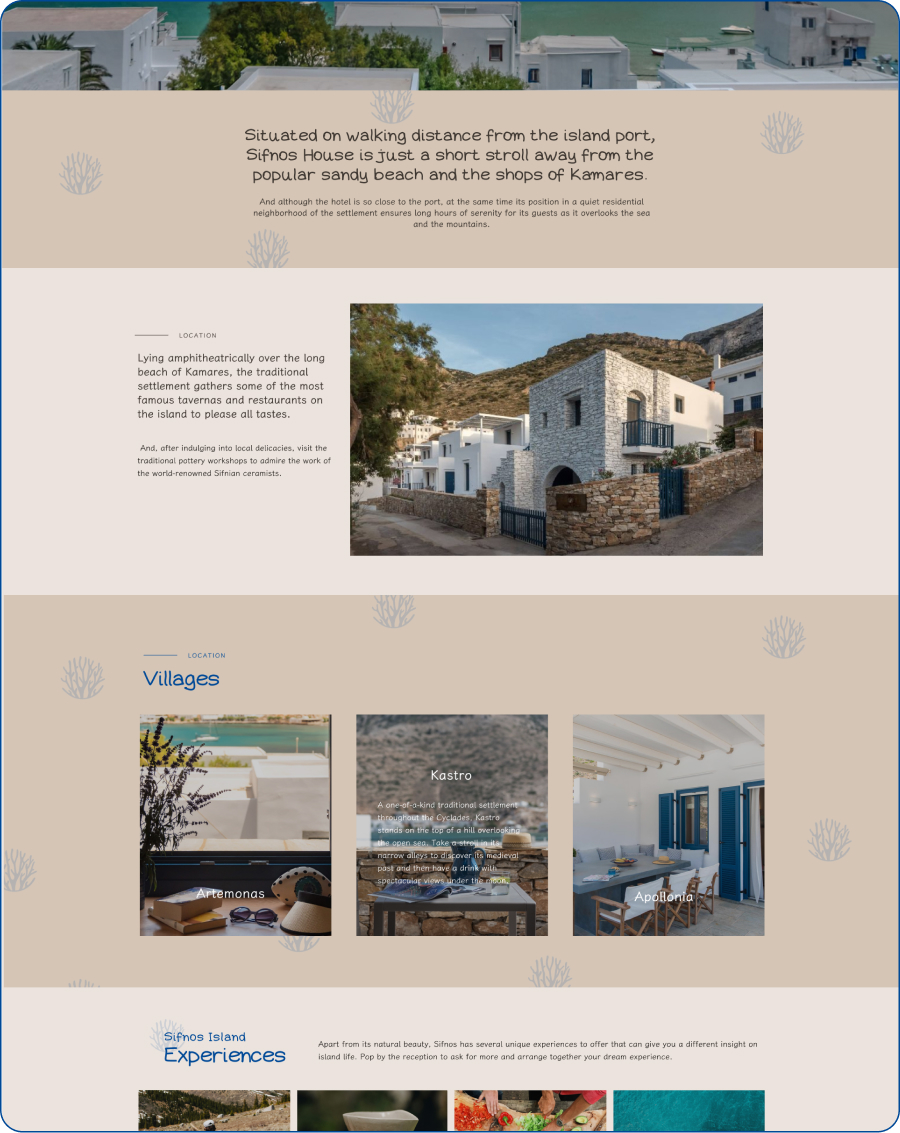 Situated on walking distance from the island port,
Sifnos House is just a short stroll away from the
popular sandy beach and the shops of Kamares.
And although the hotel is so close to the port, at the same time its position in a quiet residential
neighborhood of the settlement ensures long hours of serenity for its guests as it overlooks the sea
and the mountains.
LOCATION
Lying amphitheatrically over the long
beach of Kamares, the traditional
settlement gathers some of the most
famous tavernas and restaurants on
the island to please all tastes.
And, after indulging into local delicacies, visit the
traditional pottery workshops to admire the work of
the world-renowned Sifnian ceramists.
LOCATION
Villages
Artemonas
Kastro
A one-of-a-kind traditional settlement
throughout the Cyclades, Kastro
stands on the top of a hill overlooking
the open sea. Take a stroy in its
narrow alleys to discover its medieval
past and then have a drink with
spectacular views under the moon.
Apollonia
Sifnos Island
Experiences
Apart from its natural beauty, Sifnos has several unique experiences to offer that can give you a different insight on
island life. Pop by the reception to ask for more and arrange together your dream experience.